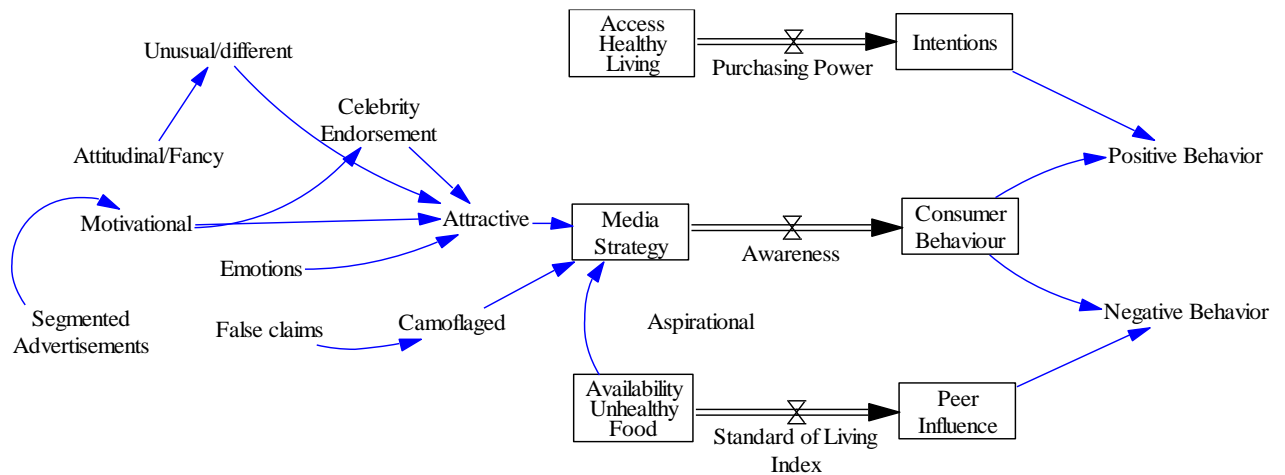 Unusual/different
Attitudinal/Fancy
Celebrity
Endorsement
Motivational
Segmented
Advertisements
Emotions
False claims
Camoflaged
Attractive
Access
Healthy
Living
Purchasing Power
Intentions
Media
Strategy
Awareness
Consumer
Behaviour
Aspirational
Availability
Unhealthy
Food
Standard of Living
Index
Peer
Influence
Positive Behavior
Negative Behavior